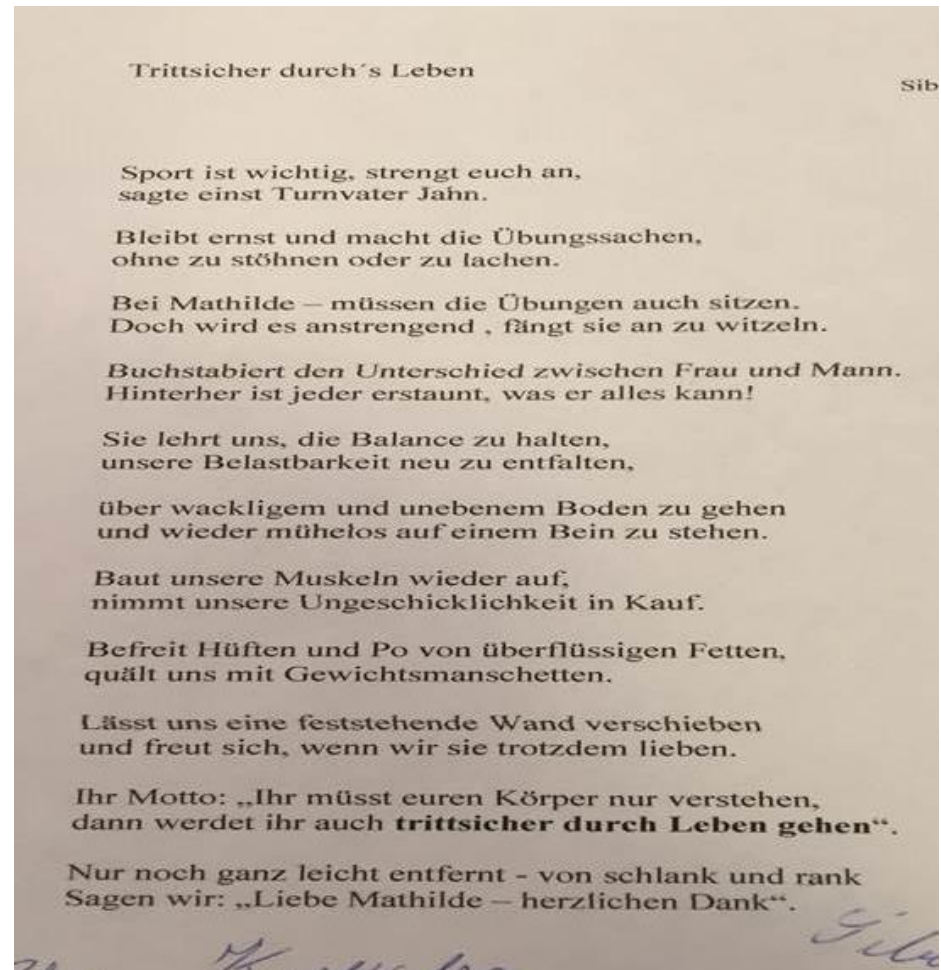 Trittsicher durch´s Leben
Sib
Sport ist wichtig, strengt euch an,
sagte einst Turnvater Jahn.
Bleibt ernst und macht die Übungssachen,
ohne zu stöhnen oder zu lachen.
Bei Mathilde – müssen die Übungen auch sitzen.
Doch wird es anstrengend , fängt sie an zu witzeln.
Buchstabiert den Unterschied zwischen Frau und Mann.
Hinterher ist jeder erstaunt, was er alles kann!
Sie lehrt uns, die Balance zu halten,
unsere Belastbarkeit neu zu entfalten,
über wackligem und unebenem Boden zu gehen
und wieder mühelos auf einem Bein zu stehen.
Baut unsere Muskeln wieder auf,
nimmt unsere Ungeschicklichkeit in Kauf.
Befreit Hüften und Po von überflüssigen Fetten,
quält uns mit Gewichtsmanschetten.
Lässt uns eine feststehende Wand verschieben
und freut sich, wenn wir sie trotzdem lieben.
Ihr Motto: „Ihr müsst euren Körper nur verstehen,
dann werdet ihr auch trittsicher durch Leben gehen“.
Nur noch ganz leicht entfernt - von schlank und rank
Sagen wir: „Liebe Mathilde – herzlichen Dank“.